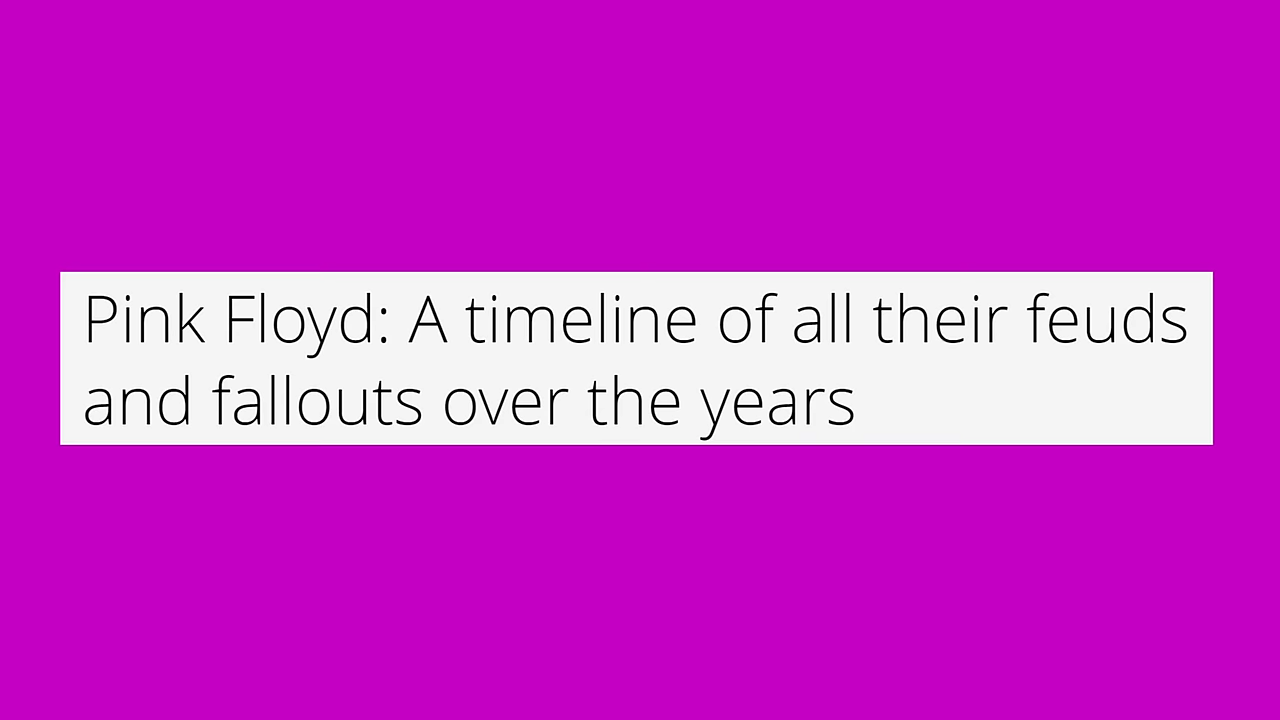 Pink Floyd: A timeline of all their feuds
and fallouts over the years